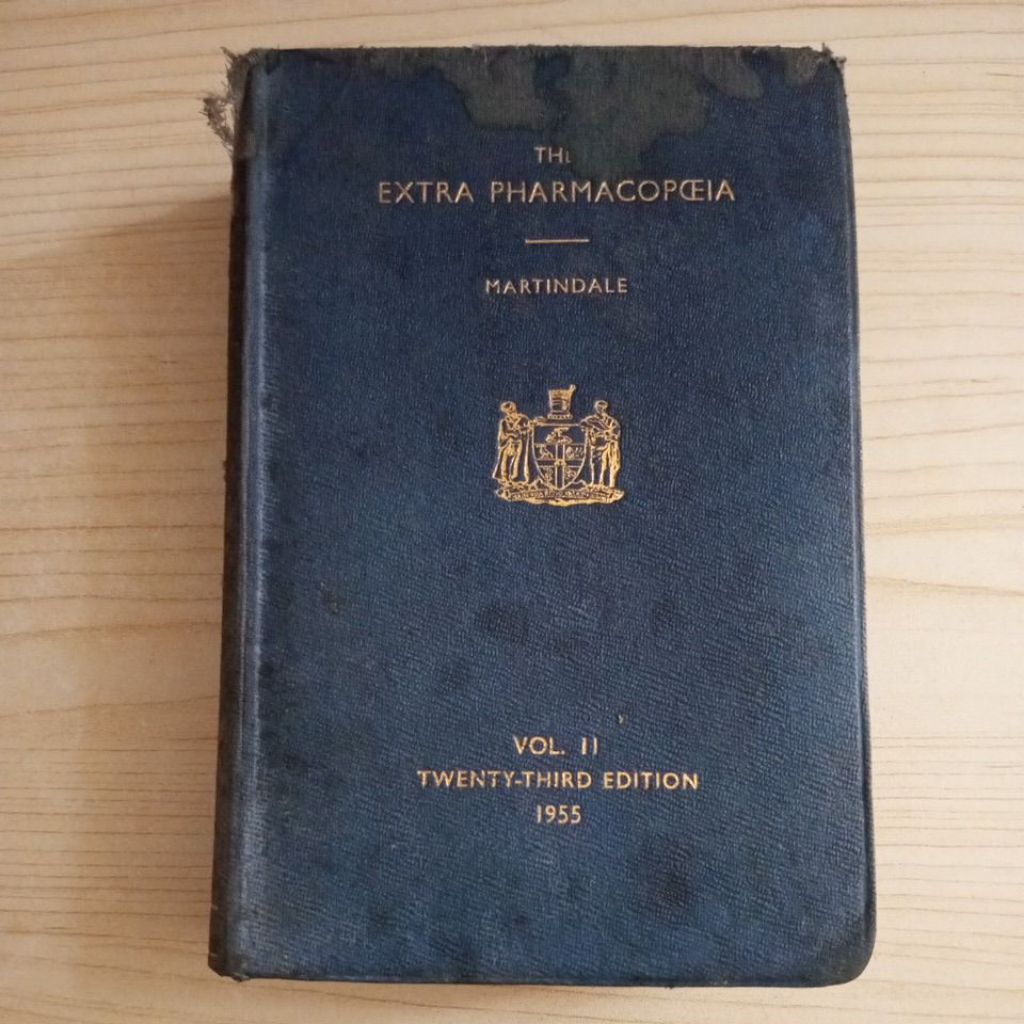 THE
EXTRA PHARMACOPŒIA
MARTINDALE
VOL. II
TWENTY-THIRD EDITION
1955